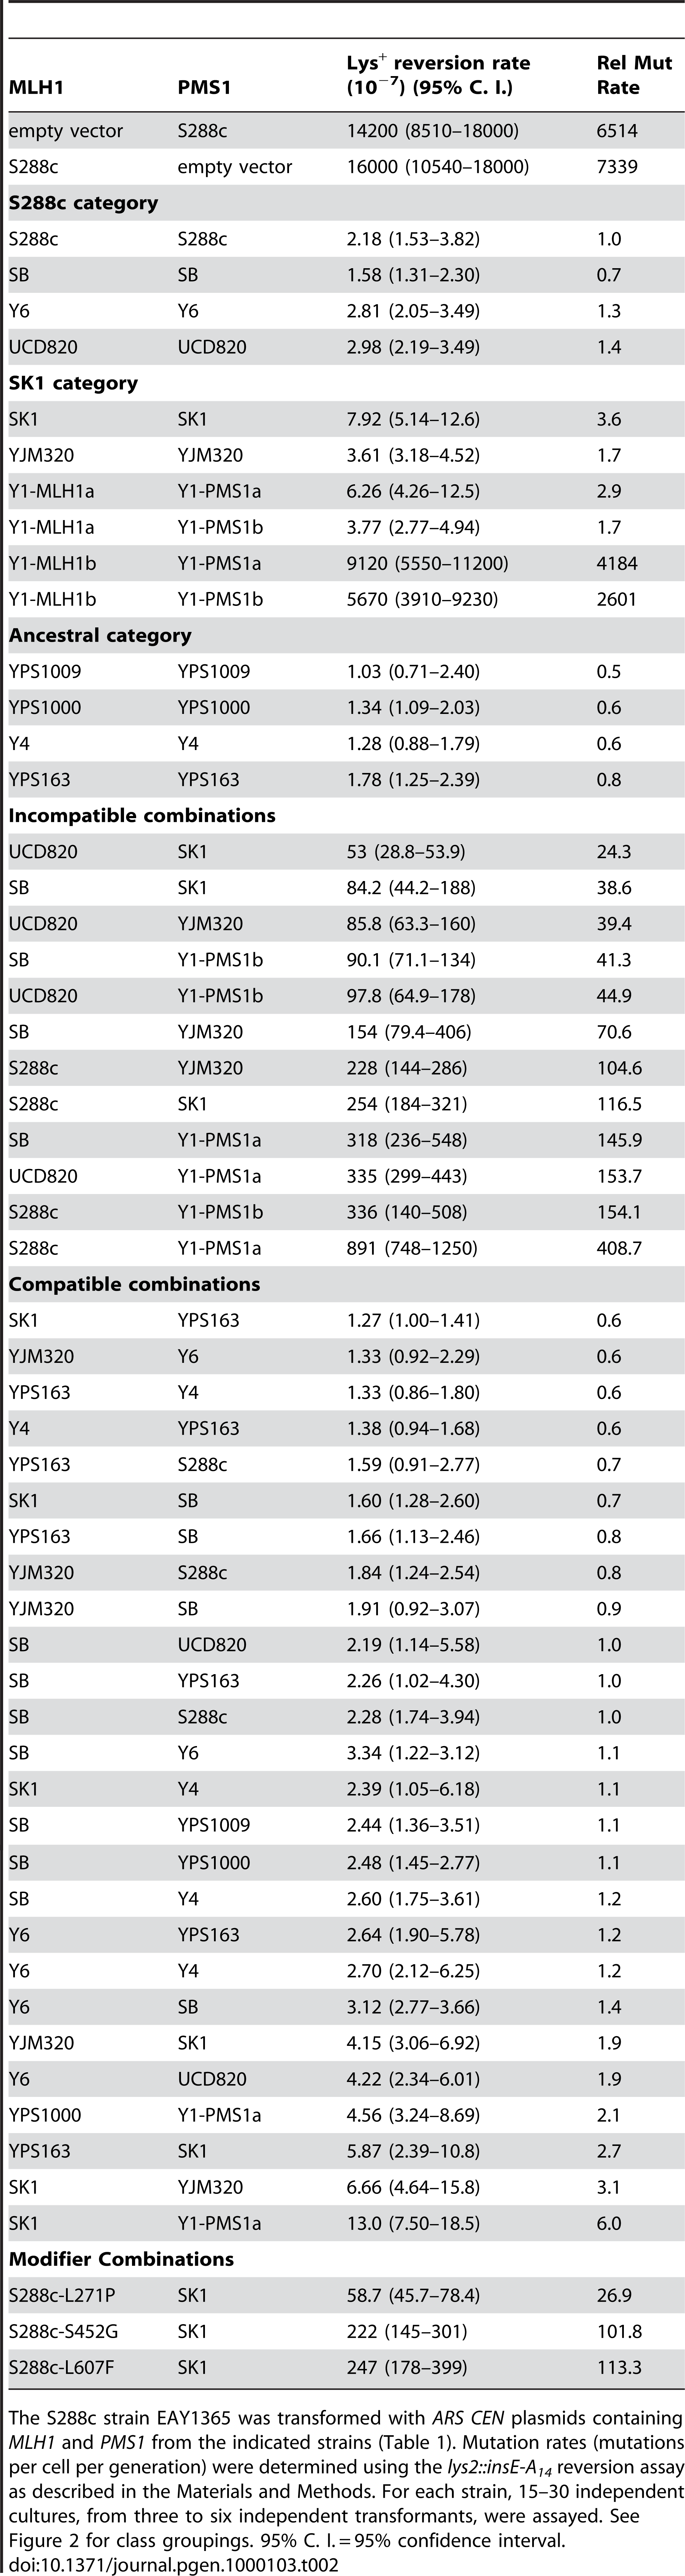 MLH1 PMS1 Lys+ reversion rate (10−7) (95% C. I.) Rel Mut Rate
empty vector S288c 14200 (8510–18000) 6514
S288c empty vector 16000 (10540–18000) 7339
S288c category
S288c S288c 2.18 (1.53–3.82) 1.0
SB SB 1.58 (1.31–2.30) 0.7
Y6 Y6 2.81 (2.05–3.49) 1.3
UCD820 UCD820 2.98 (2.19–3.49) 1.4
SK1 category
SK1 SK1 7.92 (5.14–12.6) 3.6
YJM320 YJM320 3.61 (3.18–4.52) 1.7
Y1-MLH1a Y1-PMS1a 6.26 (4.26–12.5) 2.9
Y1-MLH1a Y1-PMS1b 3.77 (2.77–4.94) 1.7
Y1-MLH1b Y1-PMS1a 9120 (5550–11200) 4184
Y1-MLH1b Y1-PMS1b 5670 (3910–9230) 2601
Ancestral category
YPS1009 YPS1009 1.03 (0.71–2.40) 0.5
YPS1000 YPS1000 1.34 (1.09–2.03) 0.6
Y4 Y4 1.28 (0.88–1.79) 0.6
YPS163 YPS163 1.78 (1.25–2.39) 0.8
Incompatible combinations
UCD820 SK1 53 (28.8–53.9) 24.3
SB SK1 84.2 (44.2–188) 38.6
UCD820 YJM320 85.8 (63.3–160) 39.4
SB Y1-PMS1b 90.1 (71.1–134) 41.3
UCD820 Y1-PMS1b 97.8 (64.9–178) 44.9
SB YJM320 154 (79.4–406) 70.6
S288c YJM320 228 (144–286) 104.6
S288c SK1 254 (184–321) 116.5
SB Y1-PMS1a 318 (236–548) 145.9
UCD820 Y1-PMS1a 335 (299–443) 153.7
S288c Y1-PMS1b 336 (140–508) 154.1
S288c Y1-PMS1a 891 (748–1250) 408.7
Compatible combinations
SK1 YPS163 1.27 (1.00–1.41) 0.6
YJM320 Y6 1.33 (0.92–2.29) 0.6
YPS163 Y4 1.33 (0.86–1.80) 0.6
Y4 YPS163 1.38 (0.94–1.68) 0.6
YPS163 S288c 1.59 (0.91–2.77) 0.7
SK1 SB 1.60 (1.28–2.60) 0.7
YPS163 SB 1.66 (1.13–2.46) 0.8
YJM320 S288c 1.84 (1.24–2.54) 0.8
YJM320 SB 1.91 (0.92–3.07) 0.9
SB UCD820 2.19 (1.14–5.58) 1.0
SB YPS163 2.26 (1.02–4.30) 1.0
SB S288c 2.28 (1.74–3.94) 1.0
SB Y6 3.34 (1.22–3.12) 1.1
SK1 Y4 2.39 (1.05–6.18) 1.1
SB YPS1009 2.44 (1.36–3.51) 1.1
SB YPS1000 2.48 (1.45–2.77) 1.1
SB Y4 2.60 (1.75–3.61) 1.2
Y6 YPS163 2.64 (1.90–5.78) 1.2
Y6 Y4 2.70 (2.12–6.25) 1.2
Y6 SB 3.12 (2.77–3.66) 1.4
YJM320 SK1 4.15 (3.06–6.92) 1.9
Y6 UCD820 4.22 (2.34–6.01) 1.9
YPS1000 Y1-PMS1a 4.56 (3.24–8.69) 2.1
YPS163 SK1 5.87 (2.39–10.8) 2.7
SK1 YJM320 6.66 (4.64–15.8) 3.1
SK1 Y1-PMS1a 13.0 (7.50–18.5) 6.0
Modifier Combinations
S288c-L271P SK1 58.7 (45.7–78.4) 26.9
S288c-S452G SK1 222 (145–301) 101.8
S288c-L607F SK1 247 (178–399) 113.3
The S288c strain EAY1365 was transformed with ARS CEN plasmids containing
MLH1 and PMS1 from the indicated strains (Table 1). Mutation rates (mutations
per cell per generation) were determined using the lys2::insE-A14 reversion assay
as described in the Materials and Methods. For each strain, 15–30 independent
cultures, from three to six independent transformants, were assayed. See
Figure 2 for class groupings. 95% C. I. = 95% confidence interval.
doi:10.1371/journal.pgen.1000103.t002